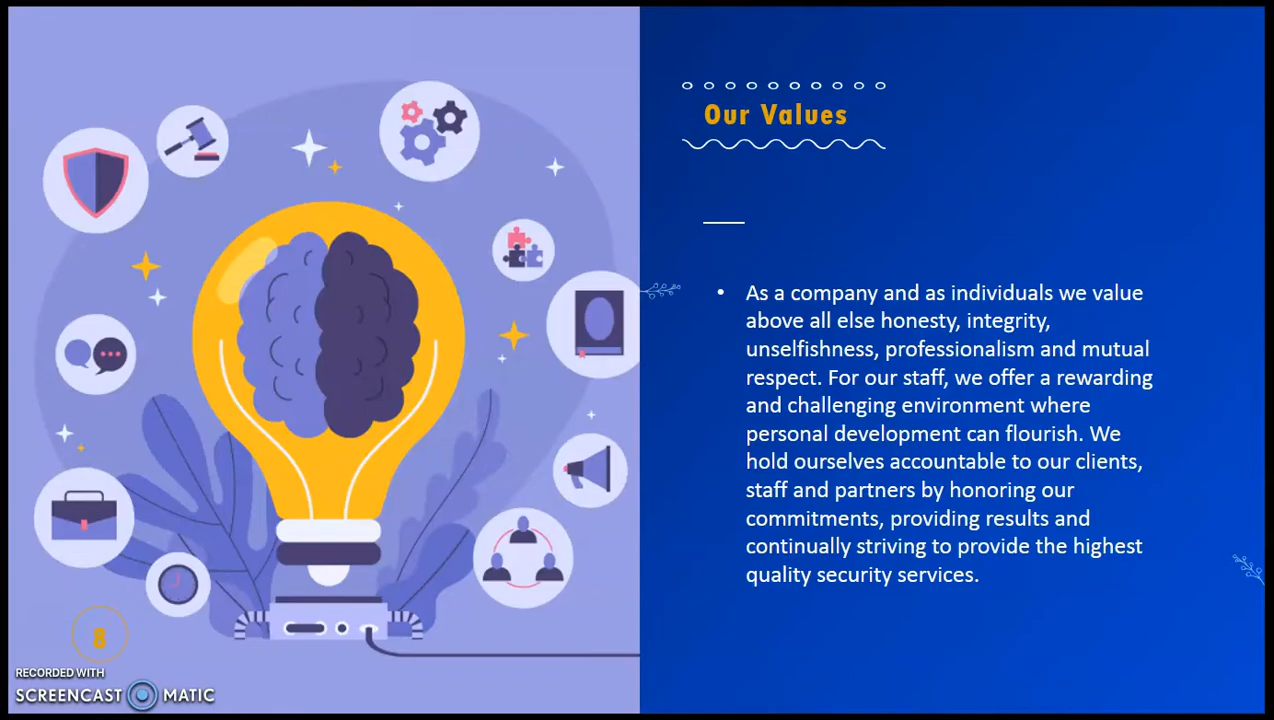 Our Values
• As a company and as individuals we value
above all else honesty, integrity,
unselfishness, professionalism and mutual
respect. For our staff, we offer a rewarding
and challenging environment where
personal development can flourish. We
hold ourselves accountable to our clients,
staff and partners by honoring our
commitments, providing results and
continually striving to provide the highest
quality security services.
8
RECORDED WITH
SCREENCAST MATIC